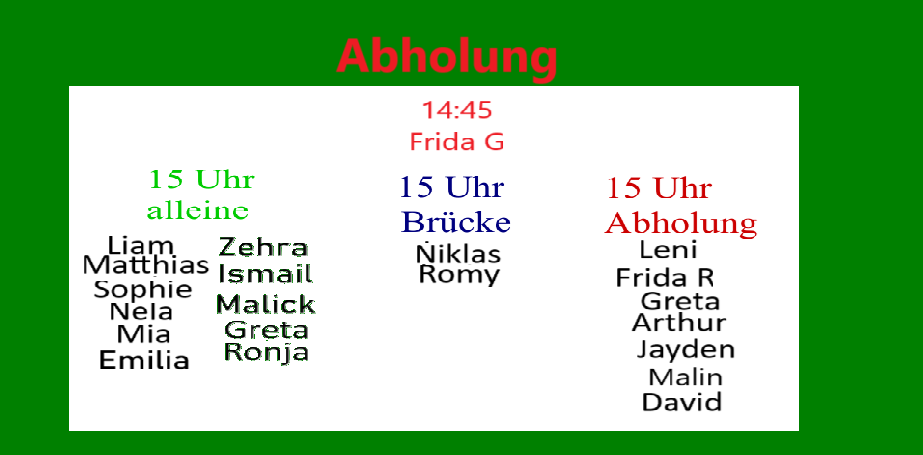 Abholung
14:45
Frida G
15 Uhr
alleine
Liam
Matthias
Sophie
Nela
Mia
Emilia
Zehra
Ismail
Malick
Greta
Ronja
15 Uhr
Brücke
Niklas
Romy
15 Uhr
Abholung
Leni
Frida R
Greta
Arthur
Jayden
Malin
David